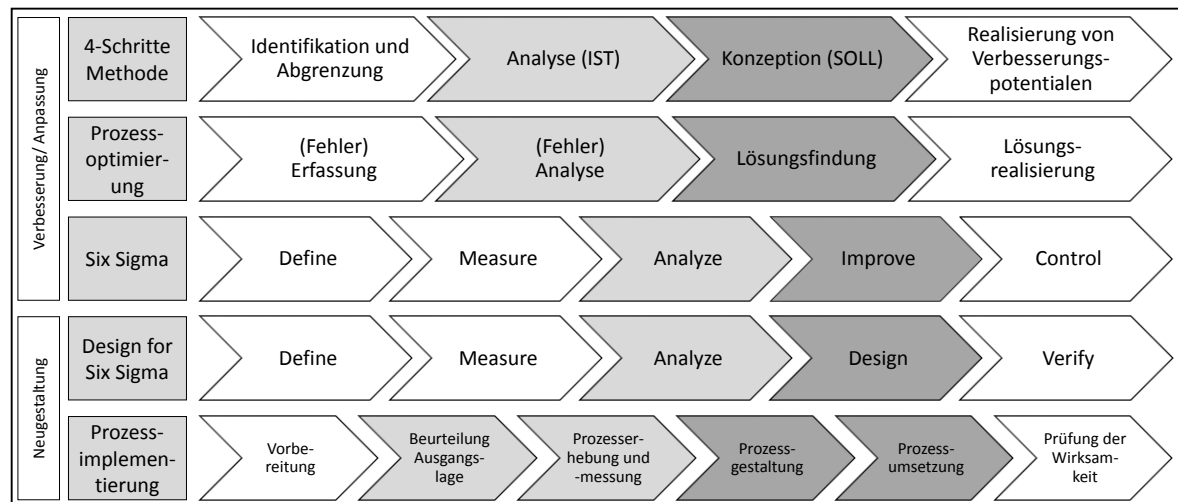 Verbesserung/ Anpassung
4-Schritte
Methode
Identifikation und
Abgrenzung
Analyse (IST)
Konzeption (SOLL)
Realisierung von
Verbesserungs-
potentialen
Prozess-
optimier-
ung
(Fehler)
Erfassung
(Fehler)
Analyse
Lösungsfindung
Lösungs-
realisierung
Six Sigma
Define
Measure
Analyze
Improve
Control
Neugestaltung
Design for
Six Sigma
Define
Measure
Analyze
Design
Verify
Prozess-
implemen-
tierung
Vorbe-
reitung
Beurteilung
Ausgangs-
lage
Prozesser-
hebung und
-messung
Prozess-
gestaltung
Prozess-
umsetzung
Prüfung der
Wirksam-
keit